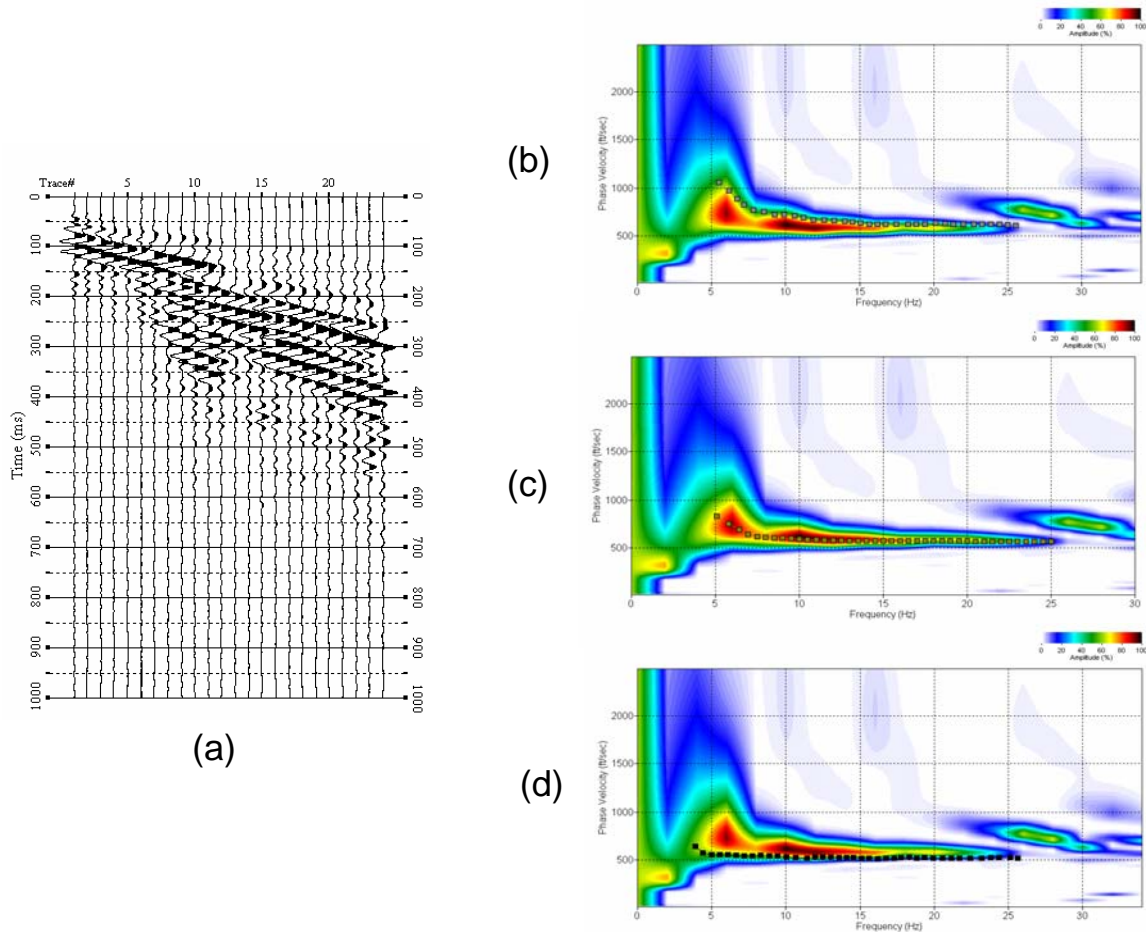 Trace#
5 10 15 20
0 0
100 100
200 200
300 300
400 400
500 500
600 600
700 700
800 800
900 900
1000 1000
Time (ms)
(a)
(b)
0 20 40 60 80 100
Amplitude (%)
Phase Velocity (ft/sec)
2000
1500
1000
500
0 5 10 15 20 25 30
Frequency (Hz)
(c)
0 20 40 60 80 100
Amplitude (%)
Phase Velocity (ft/sec)
2000
1500
1000
500
5 10 15 20 25 30
Frequency (Hz)
(d)
0 20 40 60 80 100
Amplitude (%)
Phase Velocity (ft/sec)
2000
1500
1000
500
0 5 10 15 20 25 30
Frequency (Hz)